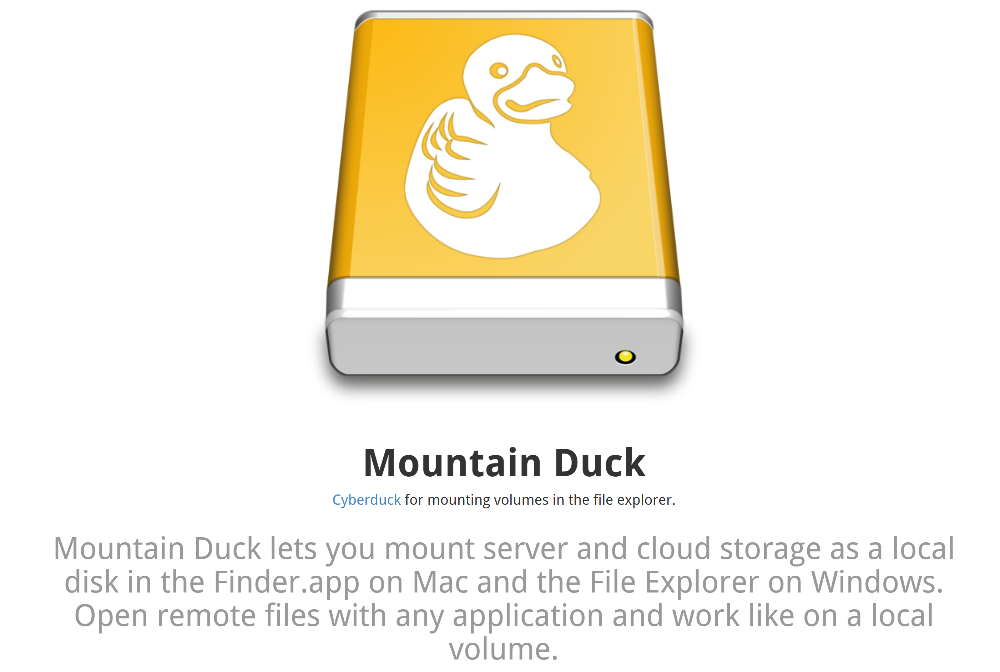 Mountain Duck
Cyberduck for mounting volumes in the file explorer.
Mountain Duck lets you mount server and cloud storage as a local
disk in the Finder.app on Mac and the File Explorer on Windows.
Open remote files with any application and work like on a local
volume.